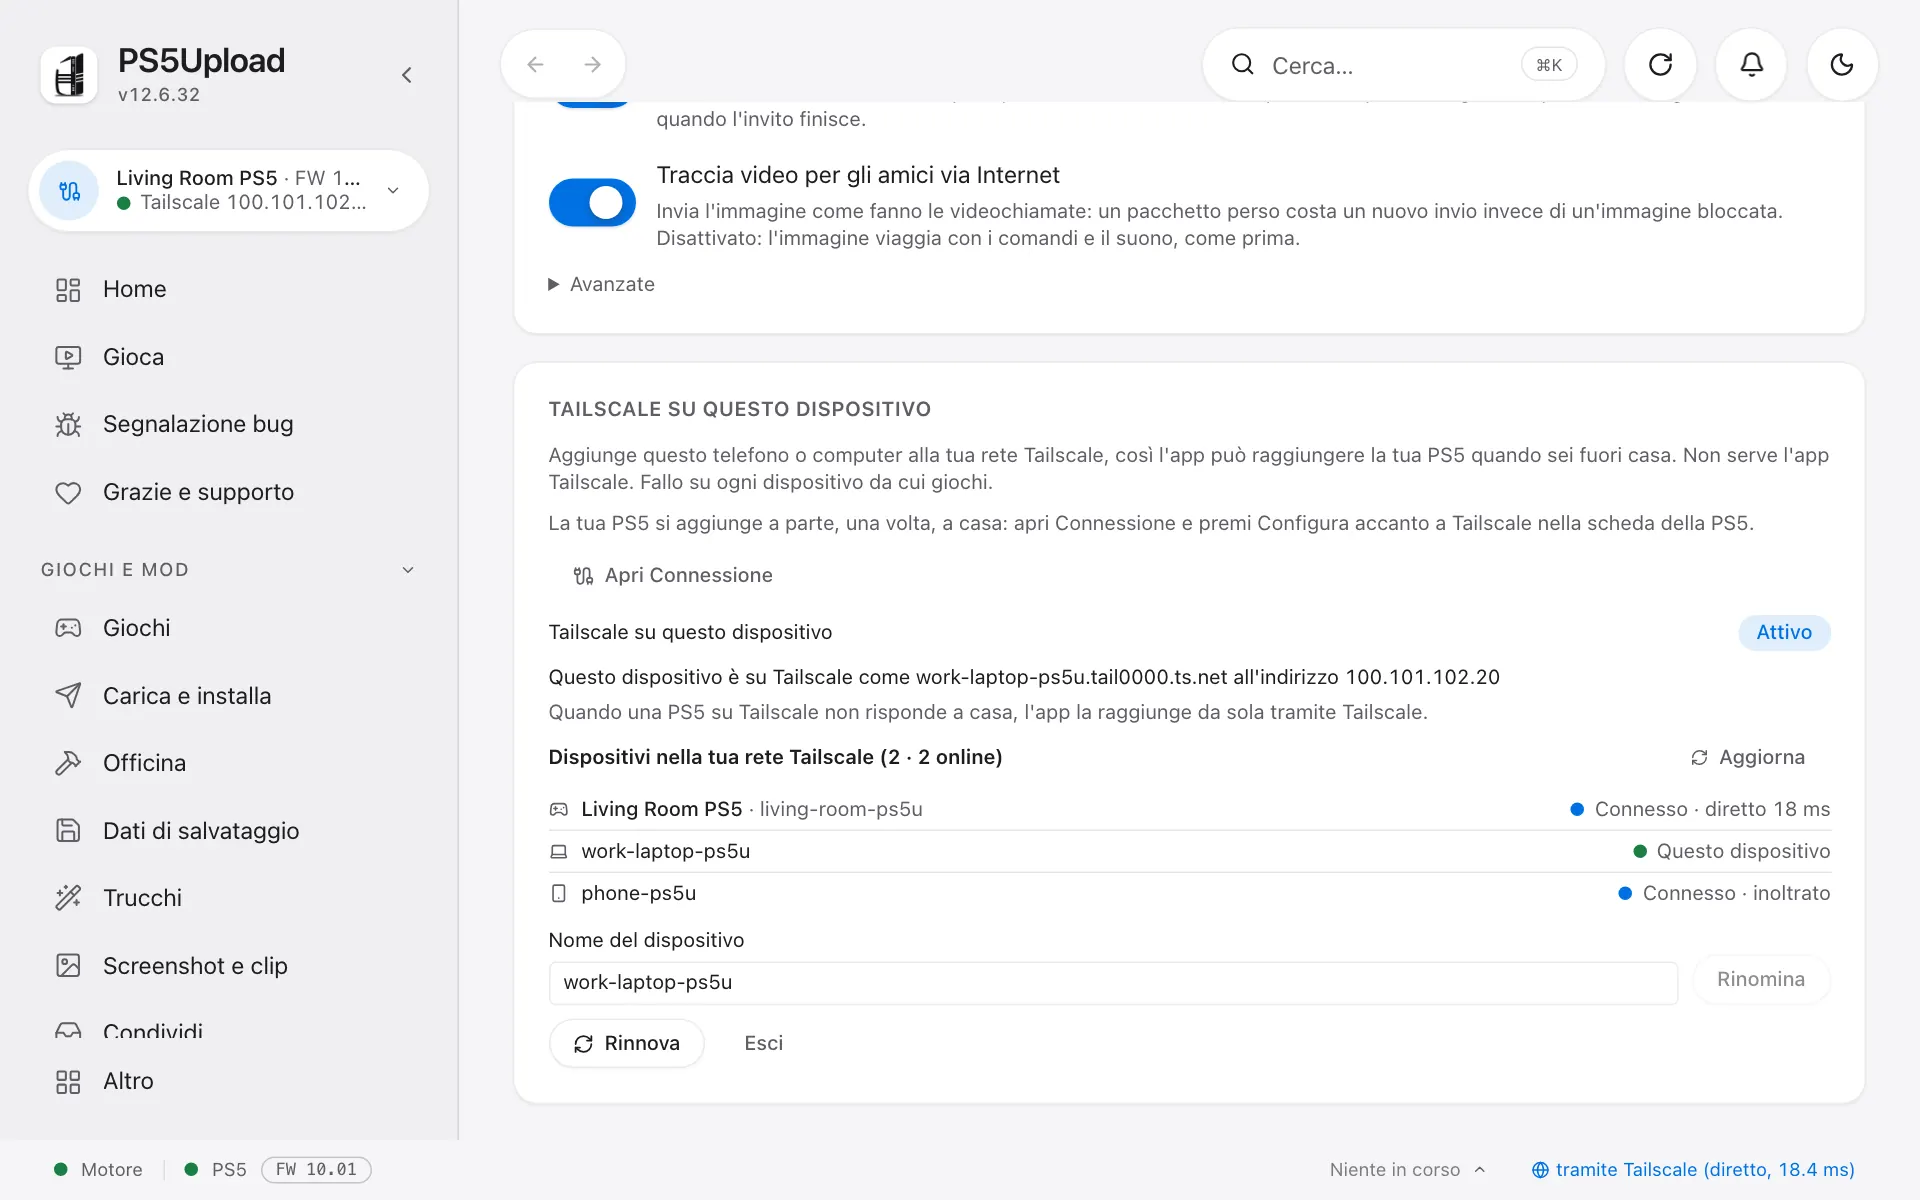 PS5Upload
v12.6.32
Living Room PS5 · FW 1...
Tailscale 100.101.102...
Home
Gioca
Segnalazione bug
Grazie e supporto
GIOCHI E MOD
Giochi
Carica e installa
Officina
Dati di salvataggio
Trucchi
Screenshot e clip
Condividi
Altro
Cerca...
⌘K
quando l'invito finisce.
Traccia video per gli amici via Internet
Invia l'immagine come fanno le videochiamate: un pacchetto perso costa un nuovo invio invece di un'immagine bloccata.
Disattivato: l'immagine viaggia con i comandi e il suono, come prima.
Avanzate
TAILSCALE SU QUESTO DISPOSITIVO
Aggiunge questo telefono o computer alla tua rete Tailscale, così l'app può raggiungere la tua PS5 quando sei fuori casa. Non serve l'app
Tailscale. Fallo su ogni dispositivo da cui giochi.
La tua PS5 si aggiunge a parte, una volta, a casa: apri Connessione e premi Configura accanto a Tailscale nella scheda della PS5.
Apri Connessione
Tailscale su questo dispositivo
Attivo
Questo dispositivo è su Tailscale come work-laptop-ps5u.tail0000.ts.net all'indirizzo 100.101.102.20
Quando una PS5 su Tailscale non risponde a casa, l'app la raggiunge da sola tramite Tailscale.
Dispositivi nella tua rete Tailscale (2 · 2 online)
Aggiorna
Living Room PS5 · living-room-ps5u
Connesso · diretto 18 ms
work-laptop-ps5u
Questo dispositivo
phone-ps5u
Connesso · inoltrato
Nome del dispositivo
work-laptop-ps5u
Rinomina
Rinnova
Esci
Motore
PS5
FW 10.01
Niente in corso
tramite Tailscale (diretto, 18.4 ms)